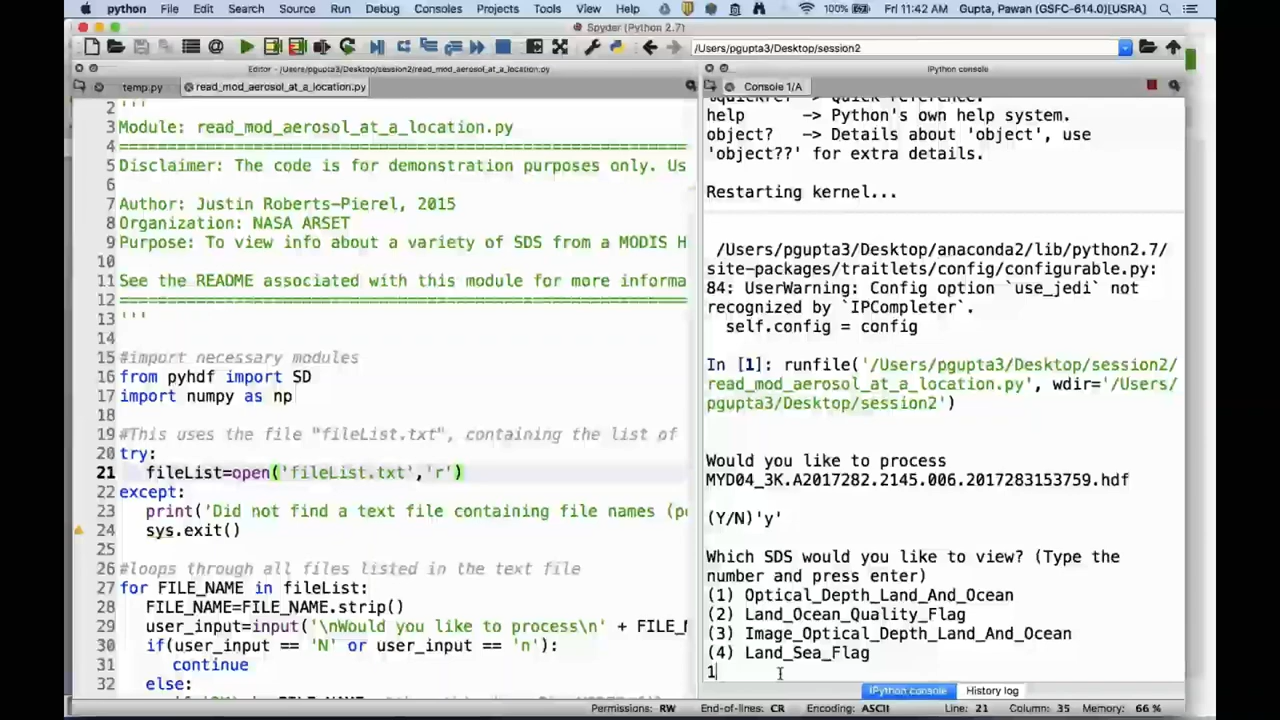 python File Edit Search Source Run Debug Consoles Projects Tools View Help 100% Fri 11:42 AM Gupta, Pawan (GSFC-614.0)[USRA]
Spyder (Python 2.7)
/Users/pgupta3/Desktop/session2
Editor - /Users/pgupta3/Desktop/session2/read_mod_aerosol_at_a_location.py
temp.py read_mod_aerosol_at_a_location.py
2 '''
3 Module: read_mod_aerosol_at_a_location.py
4 ==========================================================
5 Disclaimer: The code is for demonstration purposes only. Us
6
7 Author: Justin Roberts-Pierel, 2015
8 Organization: NASA ARSET
9 Purpose: To view info about a variety of SDS from a MODIS H
10
11 See the README associated with this module for more informa
12 ==========================================================
13 '''
14
15 #import necessary modules
16 from pyhdf import SD
17 import numpy as np
18
19 #This uses the file "fileList.txt", containing the list of
20 try:
21 fileList=open('fileList.txt','r')
22 except:
23 print('Did not find a text file containing file names (pe
24 sys.exit()
25
26 #loops through all files listed in the text file
27 for FILE_NAME in fileList:
28 FILE_NAME=FILE_NAME.strip()
29 user_input=input('\nWould you like to process\n' + FILE_N
30 if(user_input == 'N' or user_input == 'n'):
31 continue
32 else:
IPython console
Console 1/A
help -> Python's own help system.
object? -> Details about 'object', use
'object??' for extra details.
Restarting kernel...
/Users/pgupta3/Desktop/anaconda2/lib/python2.7/
site-packages/traitlets/config/configurable.py:
84: UserWarning: Config option `use_jedi` not
recognized by `IPCompleter`.
self.config = config
In [1]: runfile('/Users/pgupta3/Desktop/session2/
read_mod_aerosol_at_a_location.py', wdir='/Users/
pgupta3/Desktop/session2')
Would you like to process
MYD04_3K.A2017282.2145.006.2017283153759.hdf
(Y/N)'y'
Which SDS would you like to view? (Type the
number and press enter)
(1) Optical_Depth_Land_And_Ocean
(2) Land_Ocean_Quality_Flag
(3) Image_Optical_Depth_Land_And_Ocean
(4) Land_Sea_Flag
1
IPython console History log
Permissions: RW End-of-lines: CR Encoding: ASCII Line: 21 Column: 35 Memory: 66 %